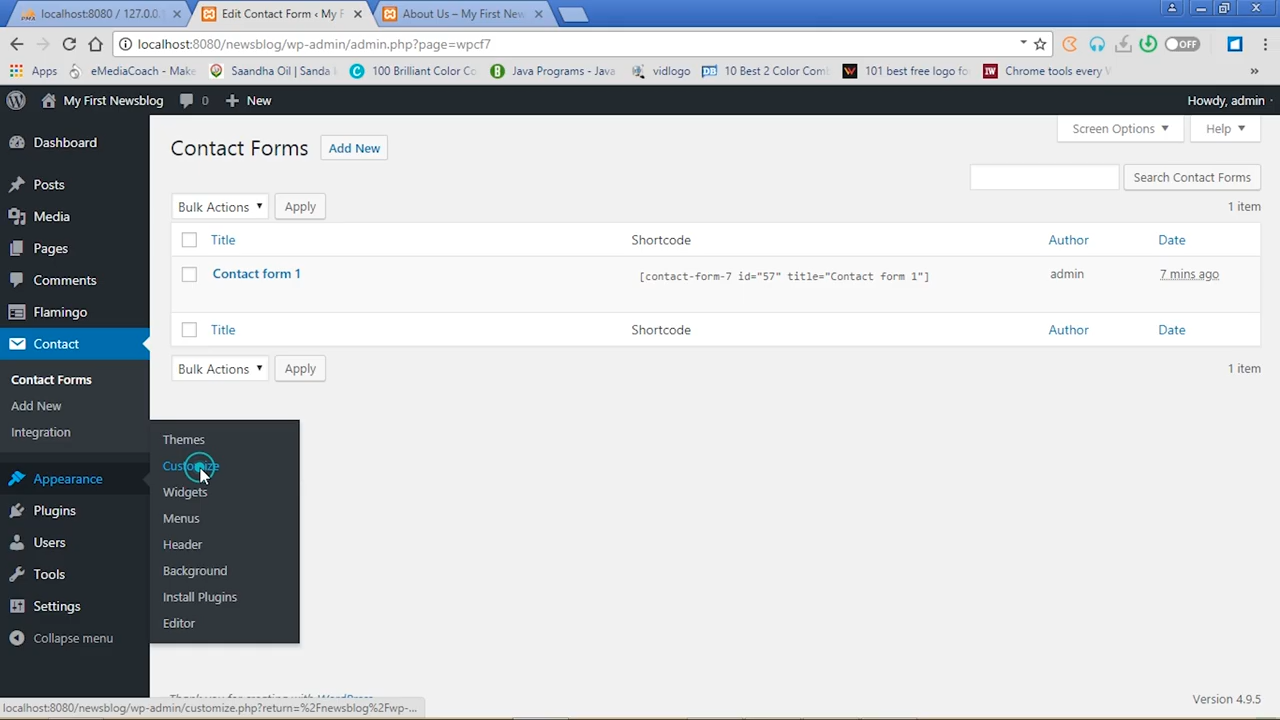 localhost:8080 / 127.0.0.
Edit Contact Form ‹ My F
About Us – My First New
localhost:8080/newsblog/wp-admin/admin.php?page=wpcf7
OFF
Apps
eMediaCoach - Make
Saandha Oil | Sanda
100 Brilliant Color Co
Java Programs - Java
vidlogo
10 Best 2 Color Comb
101 best free logo fo
Chrome tools every W
»
My First Newsblog
0
New
Howdy, admin
Dashboard
Posts
Media
Pages
Comments
Flamingo
Contact
Contact Forms
Add New
Integration
Appearance
Plugins
Users
Tools
Settings
Collapse menu
Screen Options
Help
Contact Forms
Add New
Search Contact Forms
Bulk Actions
Apply
1 item
Title
Shortcode
Author
Date
Contact form 1
[contact-form-7 id="57" title="Contact form 1"]
admin
7 mins ago
Title
Shortcode
Author
Date
Bulk Actions
Apply
1 item
Themes
Customize
Widgets
Menus
Header
Background
Install Plugins
Editor
Thank you for creating with WordPress.
Version 4.9.5
localhost:8080/newsblog/wp-admin/customize.php?return=%2Fnewsblog%2Fwp-...